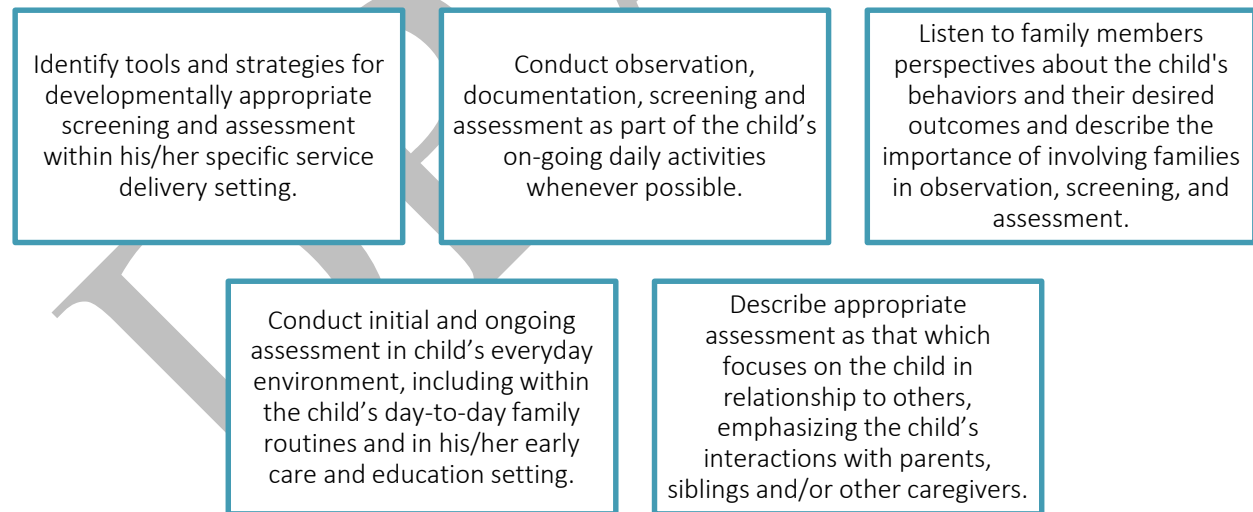 Identify tools and strategies for
developmentally appropriate
screening and assessment
within his/her specific service
delivery setting.
Conduct observation,
documentation, screening and
assessment as part of the child’s
on-going daily activities
whenever possible.
Listen to family members
perspectives about the child's
behaviors and their desired
outcomes and describe the
importance of involving families
in observation, screening, and
assessment.
Conduct initial and ongoing
assessment in child’s everyday
environment, including within
the child’s day-to-day family
routines and in his/her early
care and education setting.
Describe appropriate
assessment as that which
focuses on the child in
relationship to others,
emphasizing the child’s
interactions with parents,
siblings and/or other caregivers.